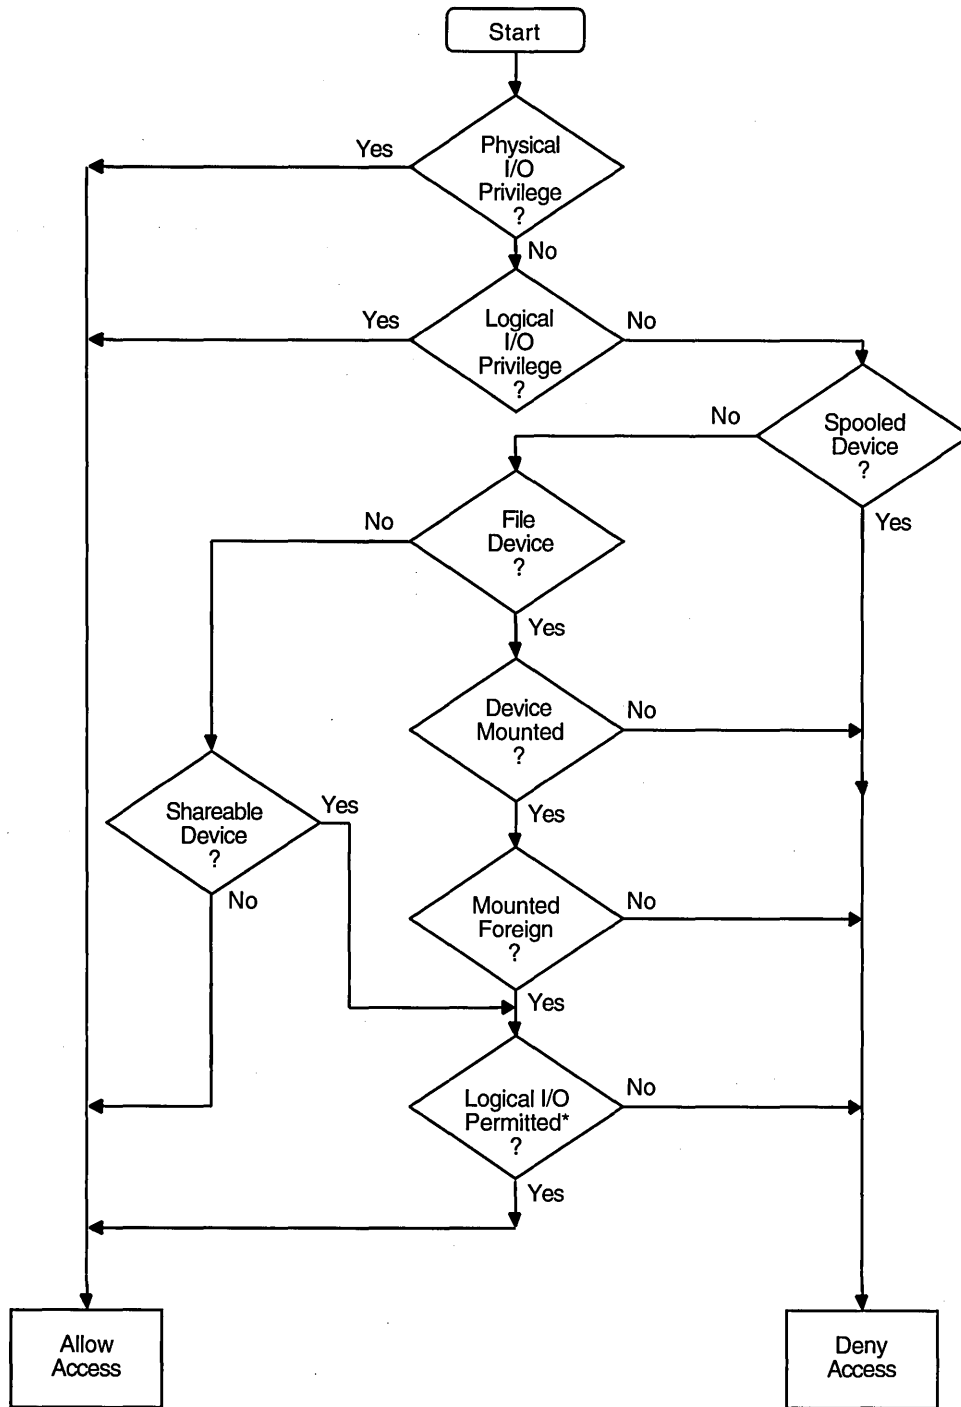 Start
Physical
I/O
Privilege
?
Yes
No
Logical
I/O
Privilege
?
Yes
No
Spooled
Device
?
No
Yes
File
Device
?
No
Yes
Device
Mounted
?
No
Yes
Shareable
Device
?
Yes
No
Mounted
Foreign
?
No
Yes
Logical I/O
Permitted*
?
No
Yes
Allow
Access
Deny
Access